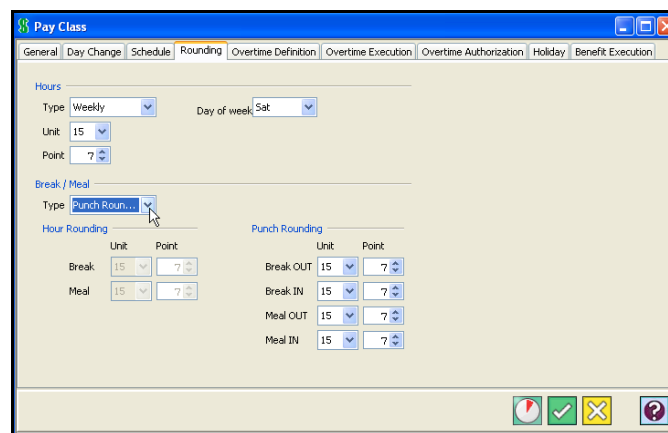 Pay Class
General Day Change Schedule Rounding Overtime Definition Overtime Execution Overtime Authorization Holiday Benefit Execution
Hours
Type Weekly Day of week Sat
Unit 15
Point 7
Break / Meal
Type Punch Roun...
Hour Rounding Punch Rounding
Unit Point Unit Point
Break 15 7 Break OUT 15 7
Meal 15 7 Break IN 15 7
Meal OUT 15 7
Meal IN 15 7